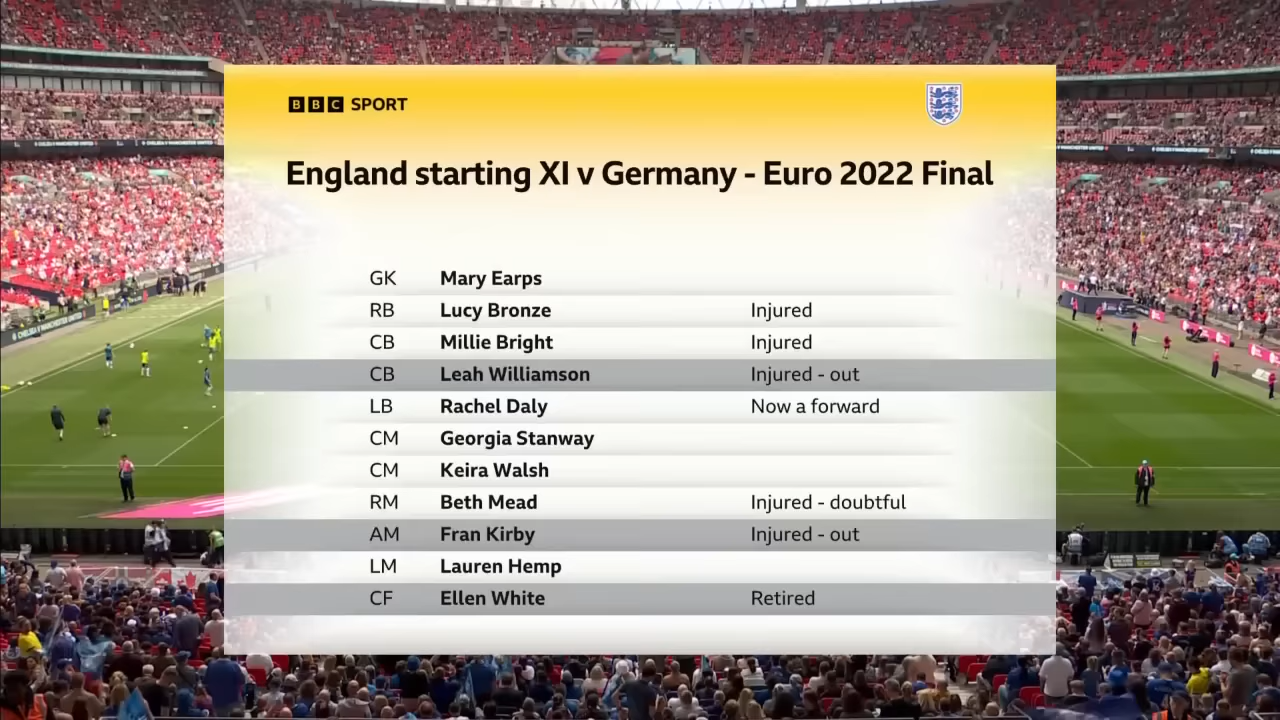 BBC SPORT
England starting XI v Germany - Euro 2022 Final
GK Mary Earps
RB Lucy Bronze Injured
CB Millie Bright Injured
CB Leah Williamson Injured - out
LB Rachel Daly Now a forward
CM Georgia Stanway
CM Keira Walsh
RM Beth Mead Injured - doubtful
AM Fran Kirby Injured - out
LM Lauren Hemp
CF Ellen White Retired